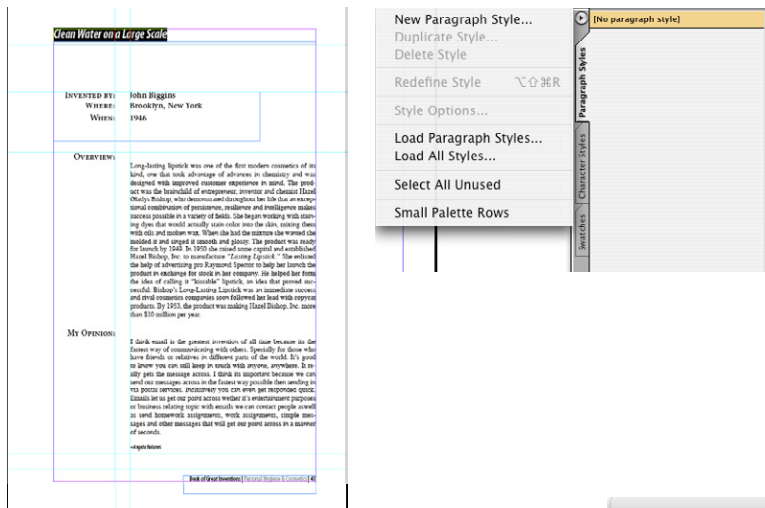 Clean Water on a Large Scale
INVENTED BY: John Biggins
WHERE: Brooklyn, New York
WHEN: 1946
OVERVIEW:
Long-lasting lipstick was one of the first modern cosmetics of its
kind, one that took advantage of advances in chemistry and was
designed with improved customer experience in mind. The prod-
uct was the brainchild of entrepreneur, inventor and chemist Hazel
Gladys Bishop, who demonstrated throughout her life that an excep-
tional combination of persistence, resilience and intelligence makes
success possible in a variety of fields. She began working with stain-
ing dyes that would actually stain color into the skin, mixing them
with oils and molten wax. When she had the mixture she wanted she
molded it and singed it smooth and glossy. The product was ready
for launch by 1949. In 1950 she raised some capital and established
Hazel Bishop, Inc. to manufacture "Lasting Lipstick." She enlisted
the help of advertising pro Raymond Spector to help her launch the
product in exchange for stock in her company. He helped her form
the idea of calling it "kissable" lipstick, an idea that proved suc-
cessful: Bishop's Long-Lasting Lipstick was an immediate success
and rival cosmetics companies soon followed her lead with copycat
products. By 1953, the product was making Hazel Bishop, Inc. more
than $10 million per year.
MY OPINION:
I think email is the greatest invention of all time because its the
fastest way of communicating with others. Specially for those who
have friends or relatives in different parts of the world. It's good
to know you can still keep in touch with anyone, anywhere. It re-
ally gets the message across. I think its important because we can
send our messages across in the fastest way possible then sending in
via postal services. Inclusively you can even get responded quick.
Emails let us get our point across wether it's entertainment purposes
or business relating topic with emails we can contact people aswell
as send homework assignments, work assignments, simple mes-
sages and other messages that will get our point across in a manner
of seconds.
Book of Great Inventions | Personal Hygiene & Cosmetics | 41
New Paragraph Style...
Duplicate Style...
Delete Style
Redefine Style ⌥⇧⌘R
Style Options...
Load Paragraph Styles...
Load All Styles...
Select All Unused
Small Palette Rows
[No paragraph style]
Paragraph Styles
Character Styles
Swatches